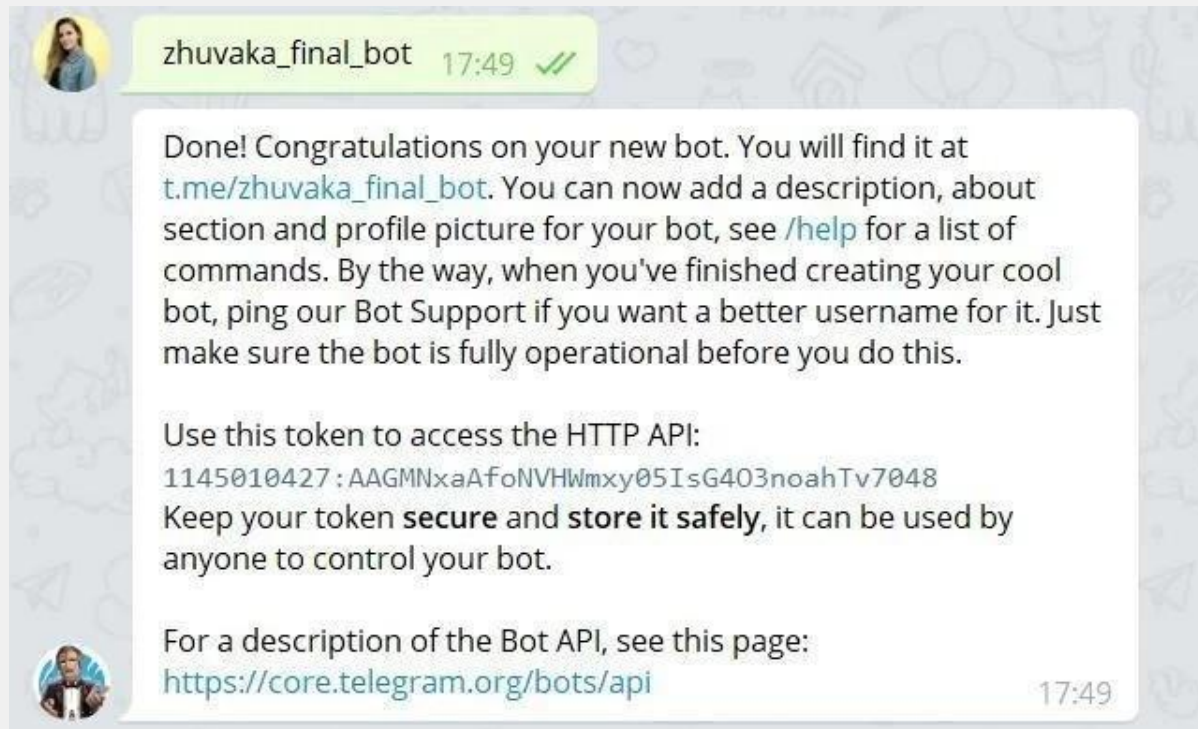 zhuvaka_final_bot 17:49
Done! Congratulations on your new bot. You will find it at
t.me/zhuvaka_final_bot. You can now add a description, about
section and profile picture for your bot, see /help for a list of
commands. By the way, when you've finished creating your cool
bot, ping our Bot Support if you want a better username for it. Just
make sure the bot is fully operational before you do this.
Use this token to access the HTTP API:
1145010427:AAGMNxaAfoNVHWmxy05IsG4O3noahTv7048
Keep your token secure and store it safely, it can be used by
anyone to control your bot.
For a description of the Bot API, see this page:
https://core.telegram.org/bots/api
17:49